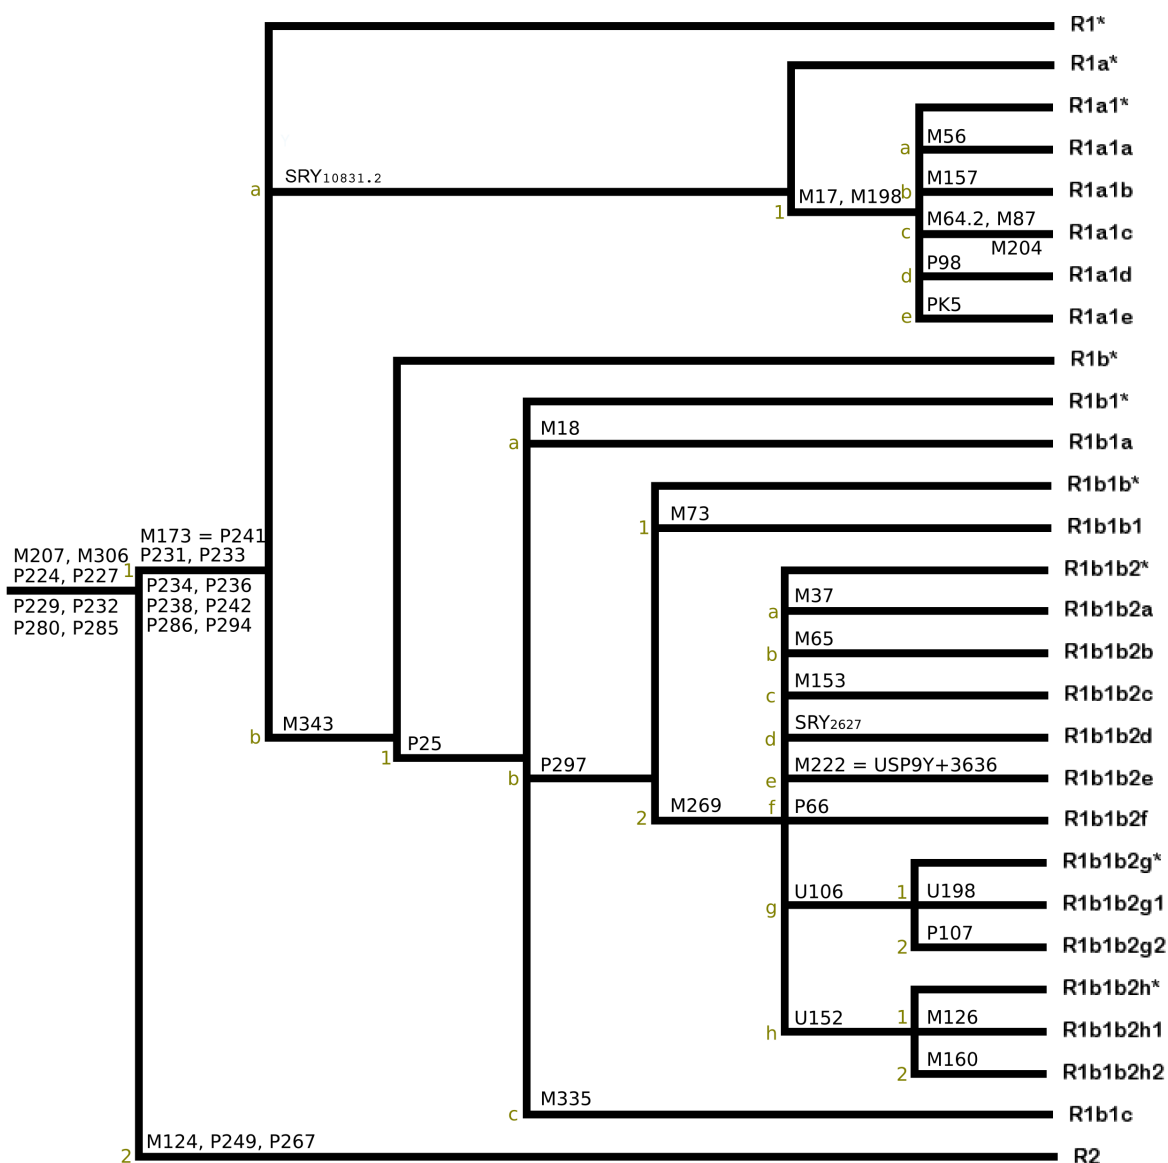 R1*
R1a*
R1a1*
M56
a
R1a1a
M157
SRY10831.2
a
b
R1a1b
M17, M198
1
M64.2, M87
c
R1a1c
M204
P98
d
R1a1d
PK5
e
R1a1e
R1b*
R1b1*
M18
a
R1b1a
R1b1b*
M73
1
R1b1b1
M173 = P241
M207, M306
P231, P233
P224, P227
1
R1b1b2*
P234, P236
M37
P229, P232
P238, P242
a
R1b1b2a
P280, P285
P286, P294
M65
b
R1b1b2b
M153
c
R1b1b2c
M343
b
SRY2627
d
R1b1b2d
P25
1
P297
b
M222 = USP9Y+3636
e
R1b1b2e
M269
2
f
P66
R1b1b2f
R1b1b2g*
U106
g
1
U198
R1b1b2g1
P107
2
R1b1b2g2
R1b1b2h*
U152
h
1
M126
R1b1b2h1
M160
2
R1b1b2h2
M335
c
R1b1c
M124, P249, P267
2
R2